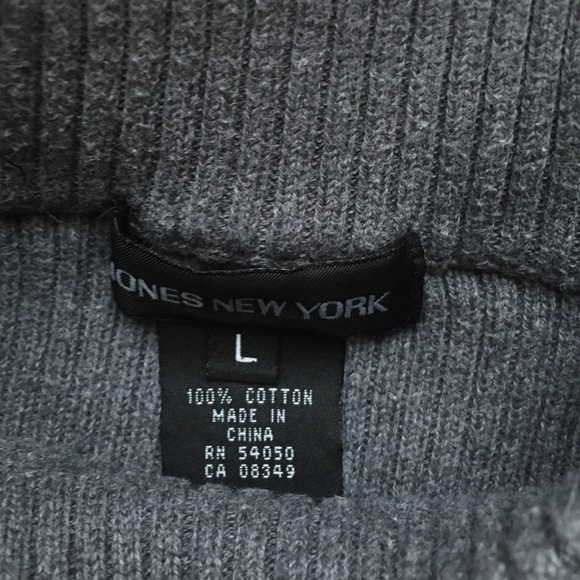 JONES NEW YORK
L
100% COTTON
MADE IN
CHINA
RN 54050
CA 08349